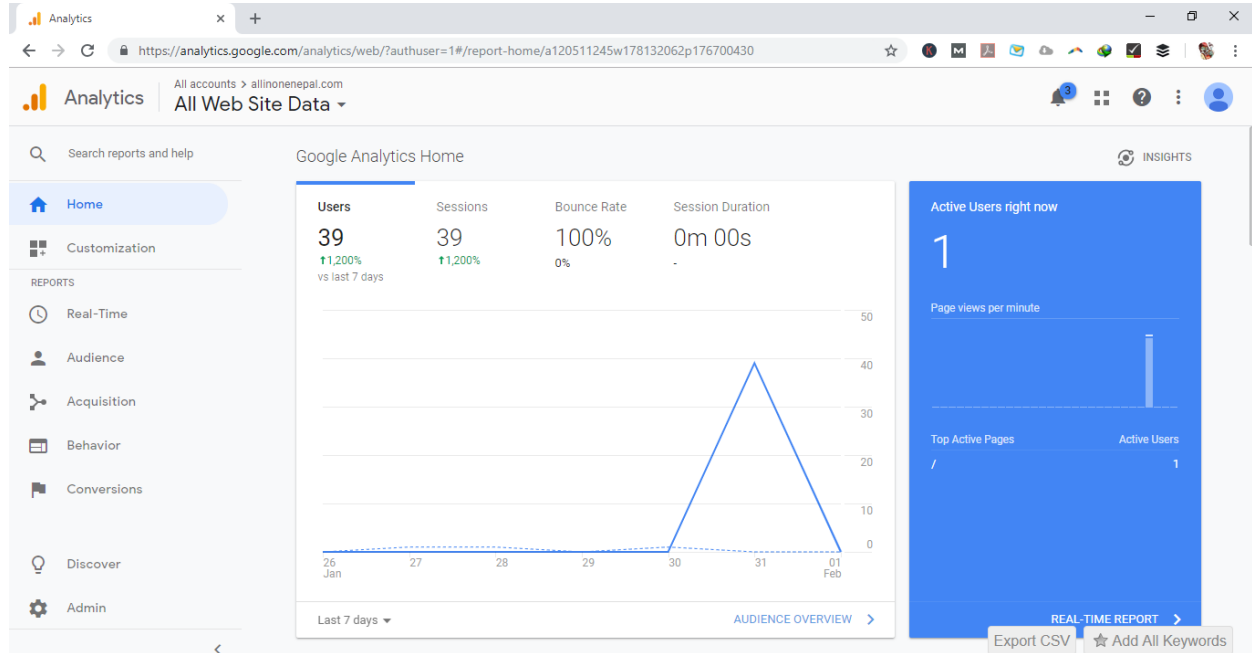 Analytics
https://analytics.google.com/analytics/web/?authuser=1#/report-home/a120511245w178132062p176700430
Analytics
All accounts > allinonenepal.com
All Web Site Data
3
Search reports and help
Home
Customization
REPORTS
Real-Time
Audience
Acquisition
Behavior
Conversions
Discover
Admin
Google Analytics Home
INSIGHTS
Users Sessions Bounce Rate Session Duration
39 39 100% 0m 00s
1,200% 1,200% 0% -
vs last 7 days
50
40
30
20
10
0
26 27 28 29 30 31 01
Jan Feb
Last 7 days
AUDIENCE OVERVIEW
Active Users right now
1
Page views per minute
Top Active Pages Active Users
/ 1
REAL-TIME REPORT
Export CSV Add All Keywords